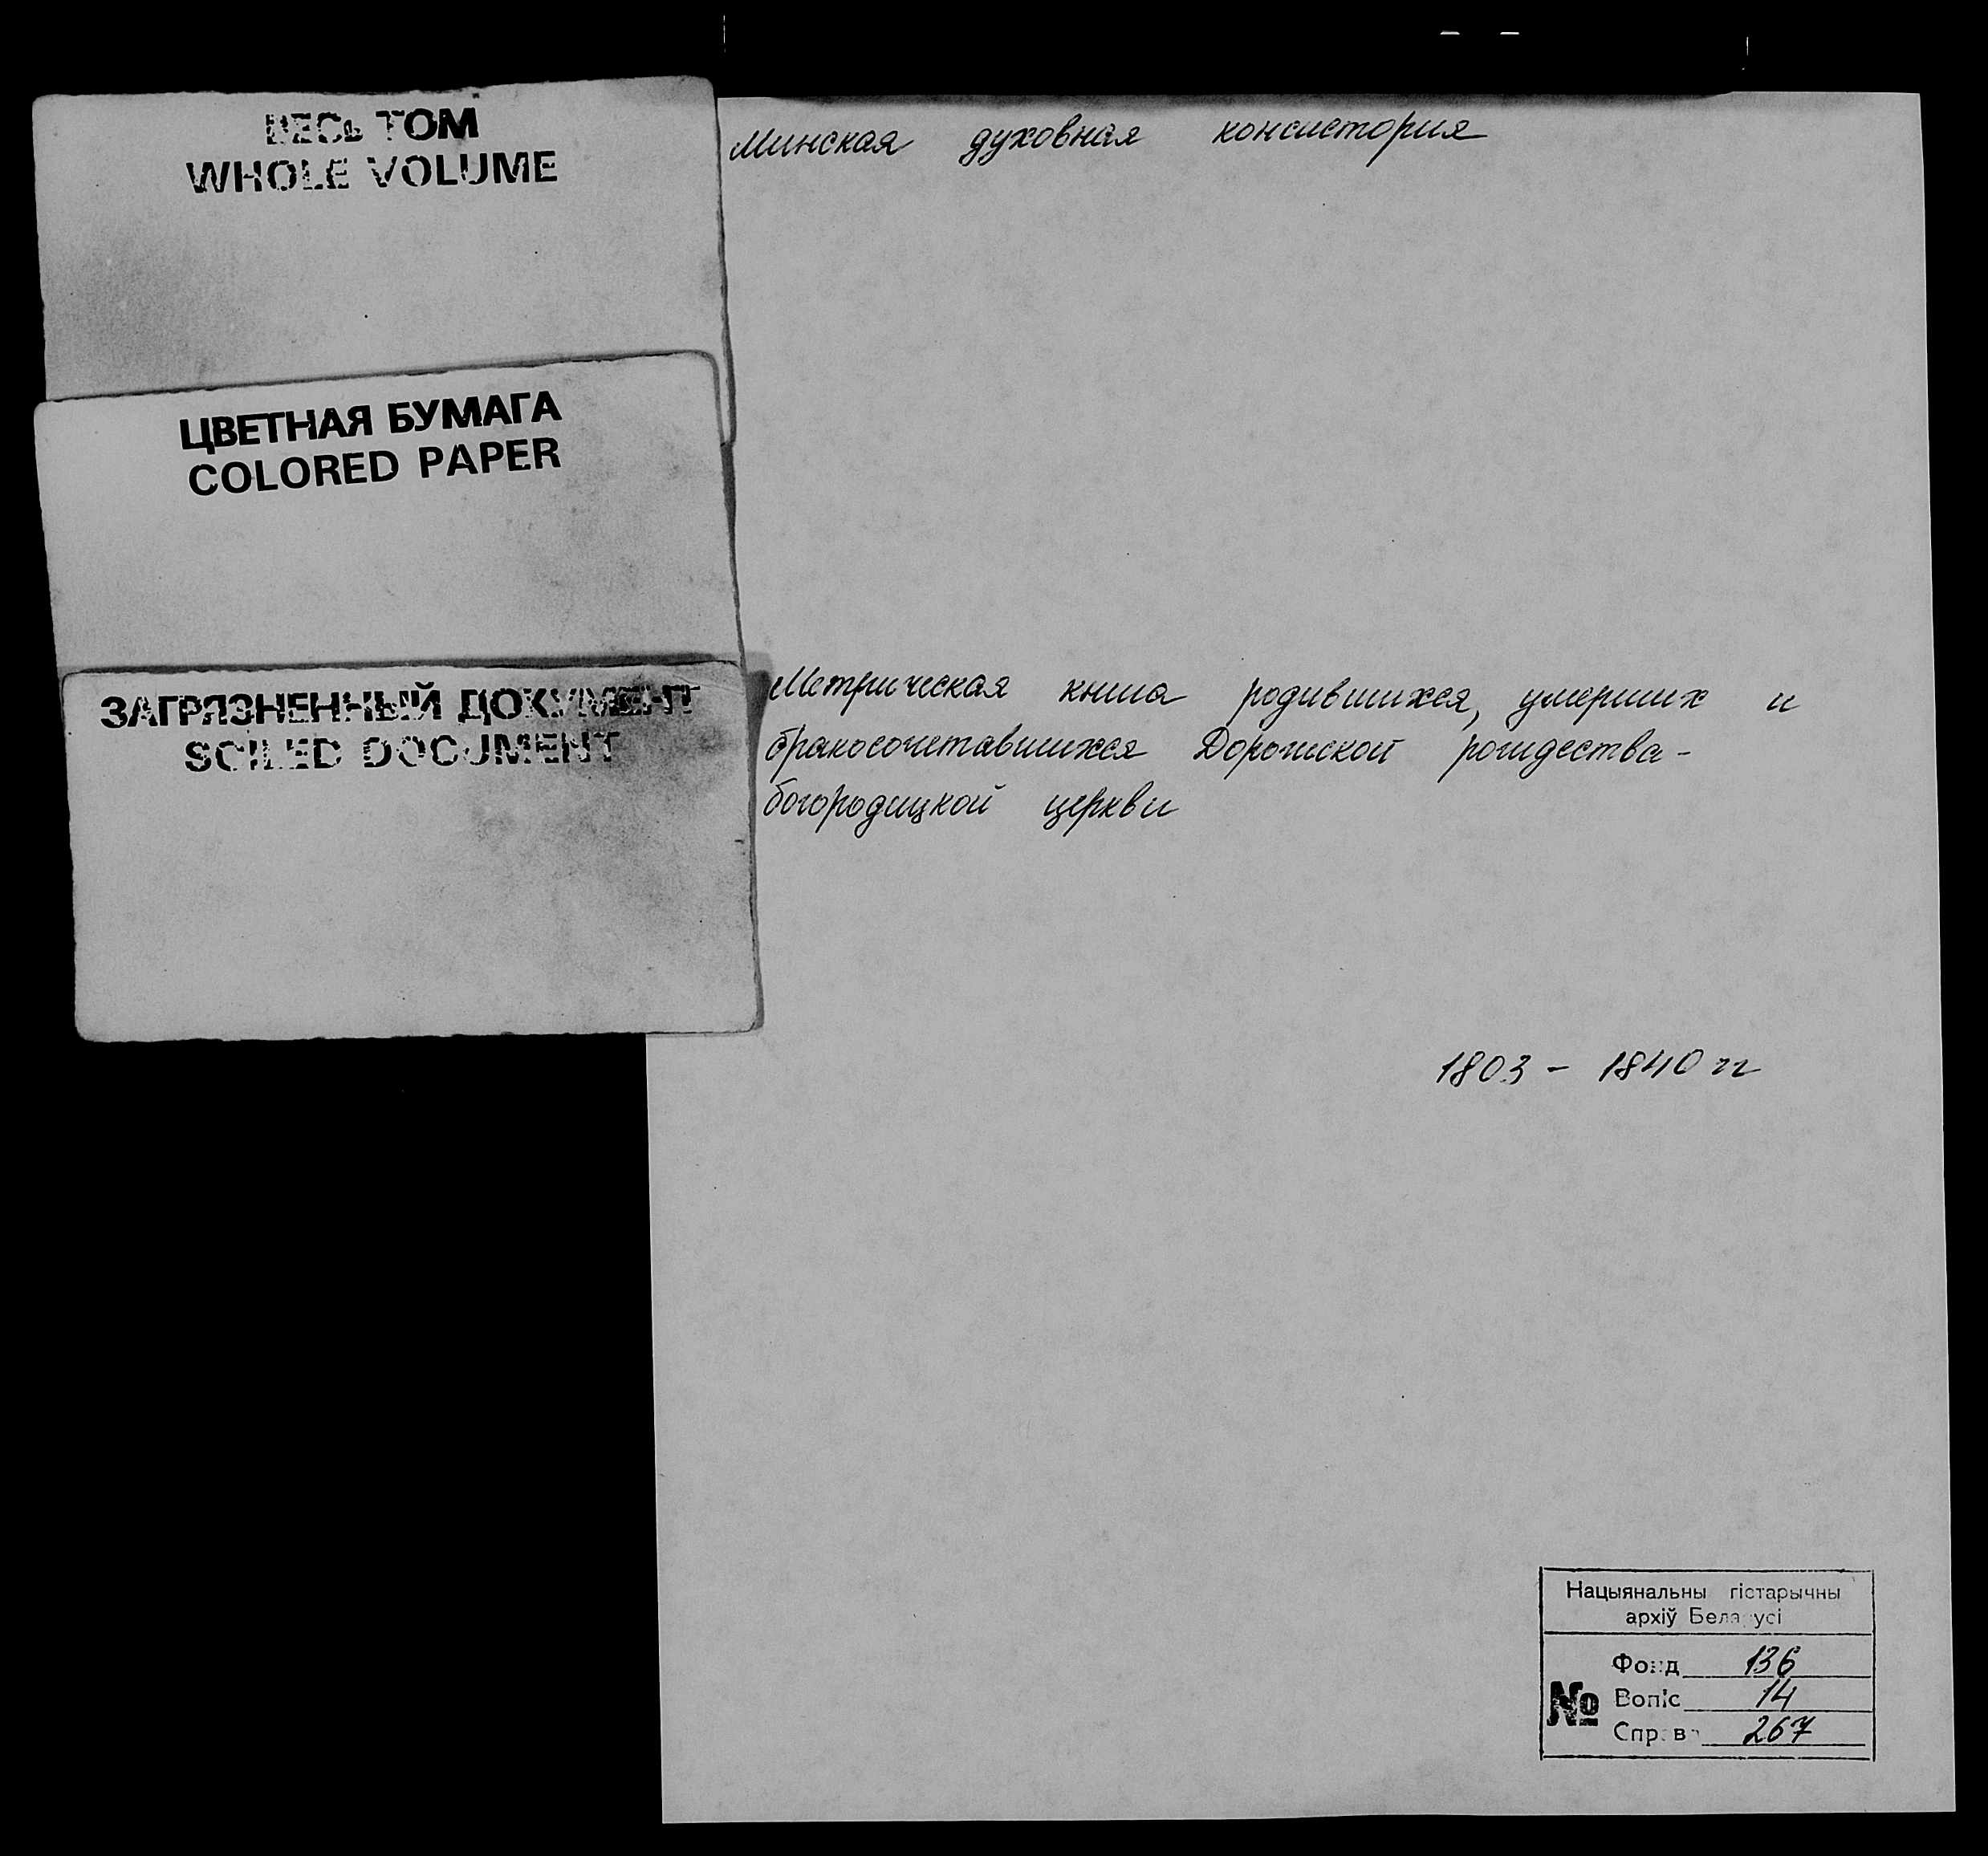 ВЕСЬ ТОМ
WHOLE VOLUME
ЦВЕТНАЯ БУМАГА
COLORED PAPER
ЗАГРЯЗНЕННЫЙ ДОКУМЕНТ
SOILED DOCUMENT
Минская духовная консистория
Метрическая книга родившихся, умерших и
бракосочетавшихся Дорогиской рождества-
богородицкой церкви
1803 - 1840 гг
Нацыянальны гістарычны
архіў Беларусі
Фонд 136
№ Вопіс 14
Справа 267